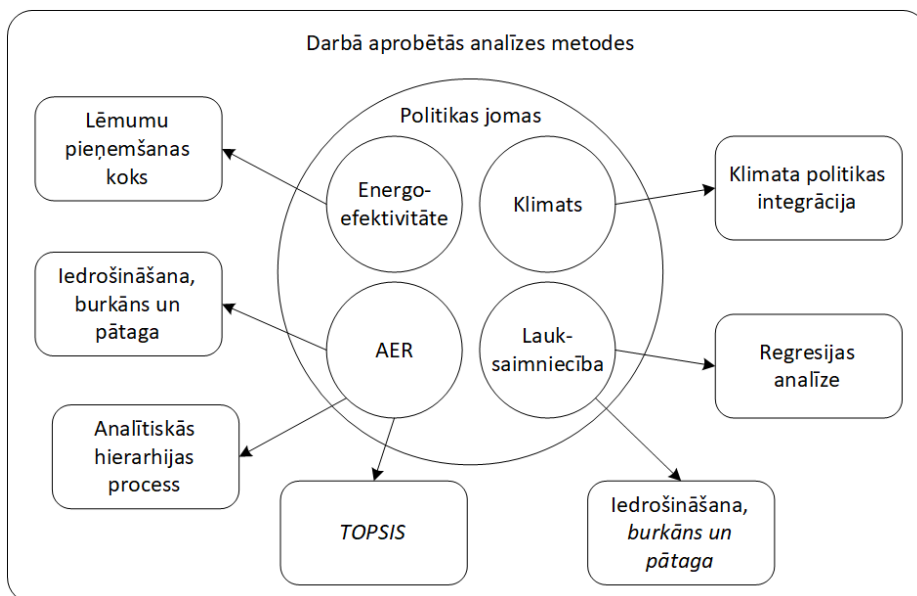 Darbā aprobētās analīzes metodes
Politikas jomas
Lēmumu
pieņemšanas
koks
Energo-
efektivitāte
Klimats
Klimata politikas
integrācija
Iedrošināšana,
burkāns un
pātaga
AER
Lauk-
saimniecība
Regresijas
analīze
Analītiskās
hierarhijas
process
TOPSIS
Iedrošināšana,
burkāns un
pātaga